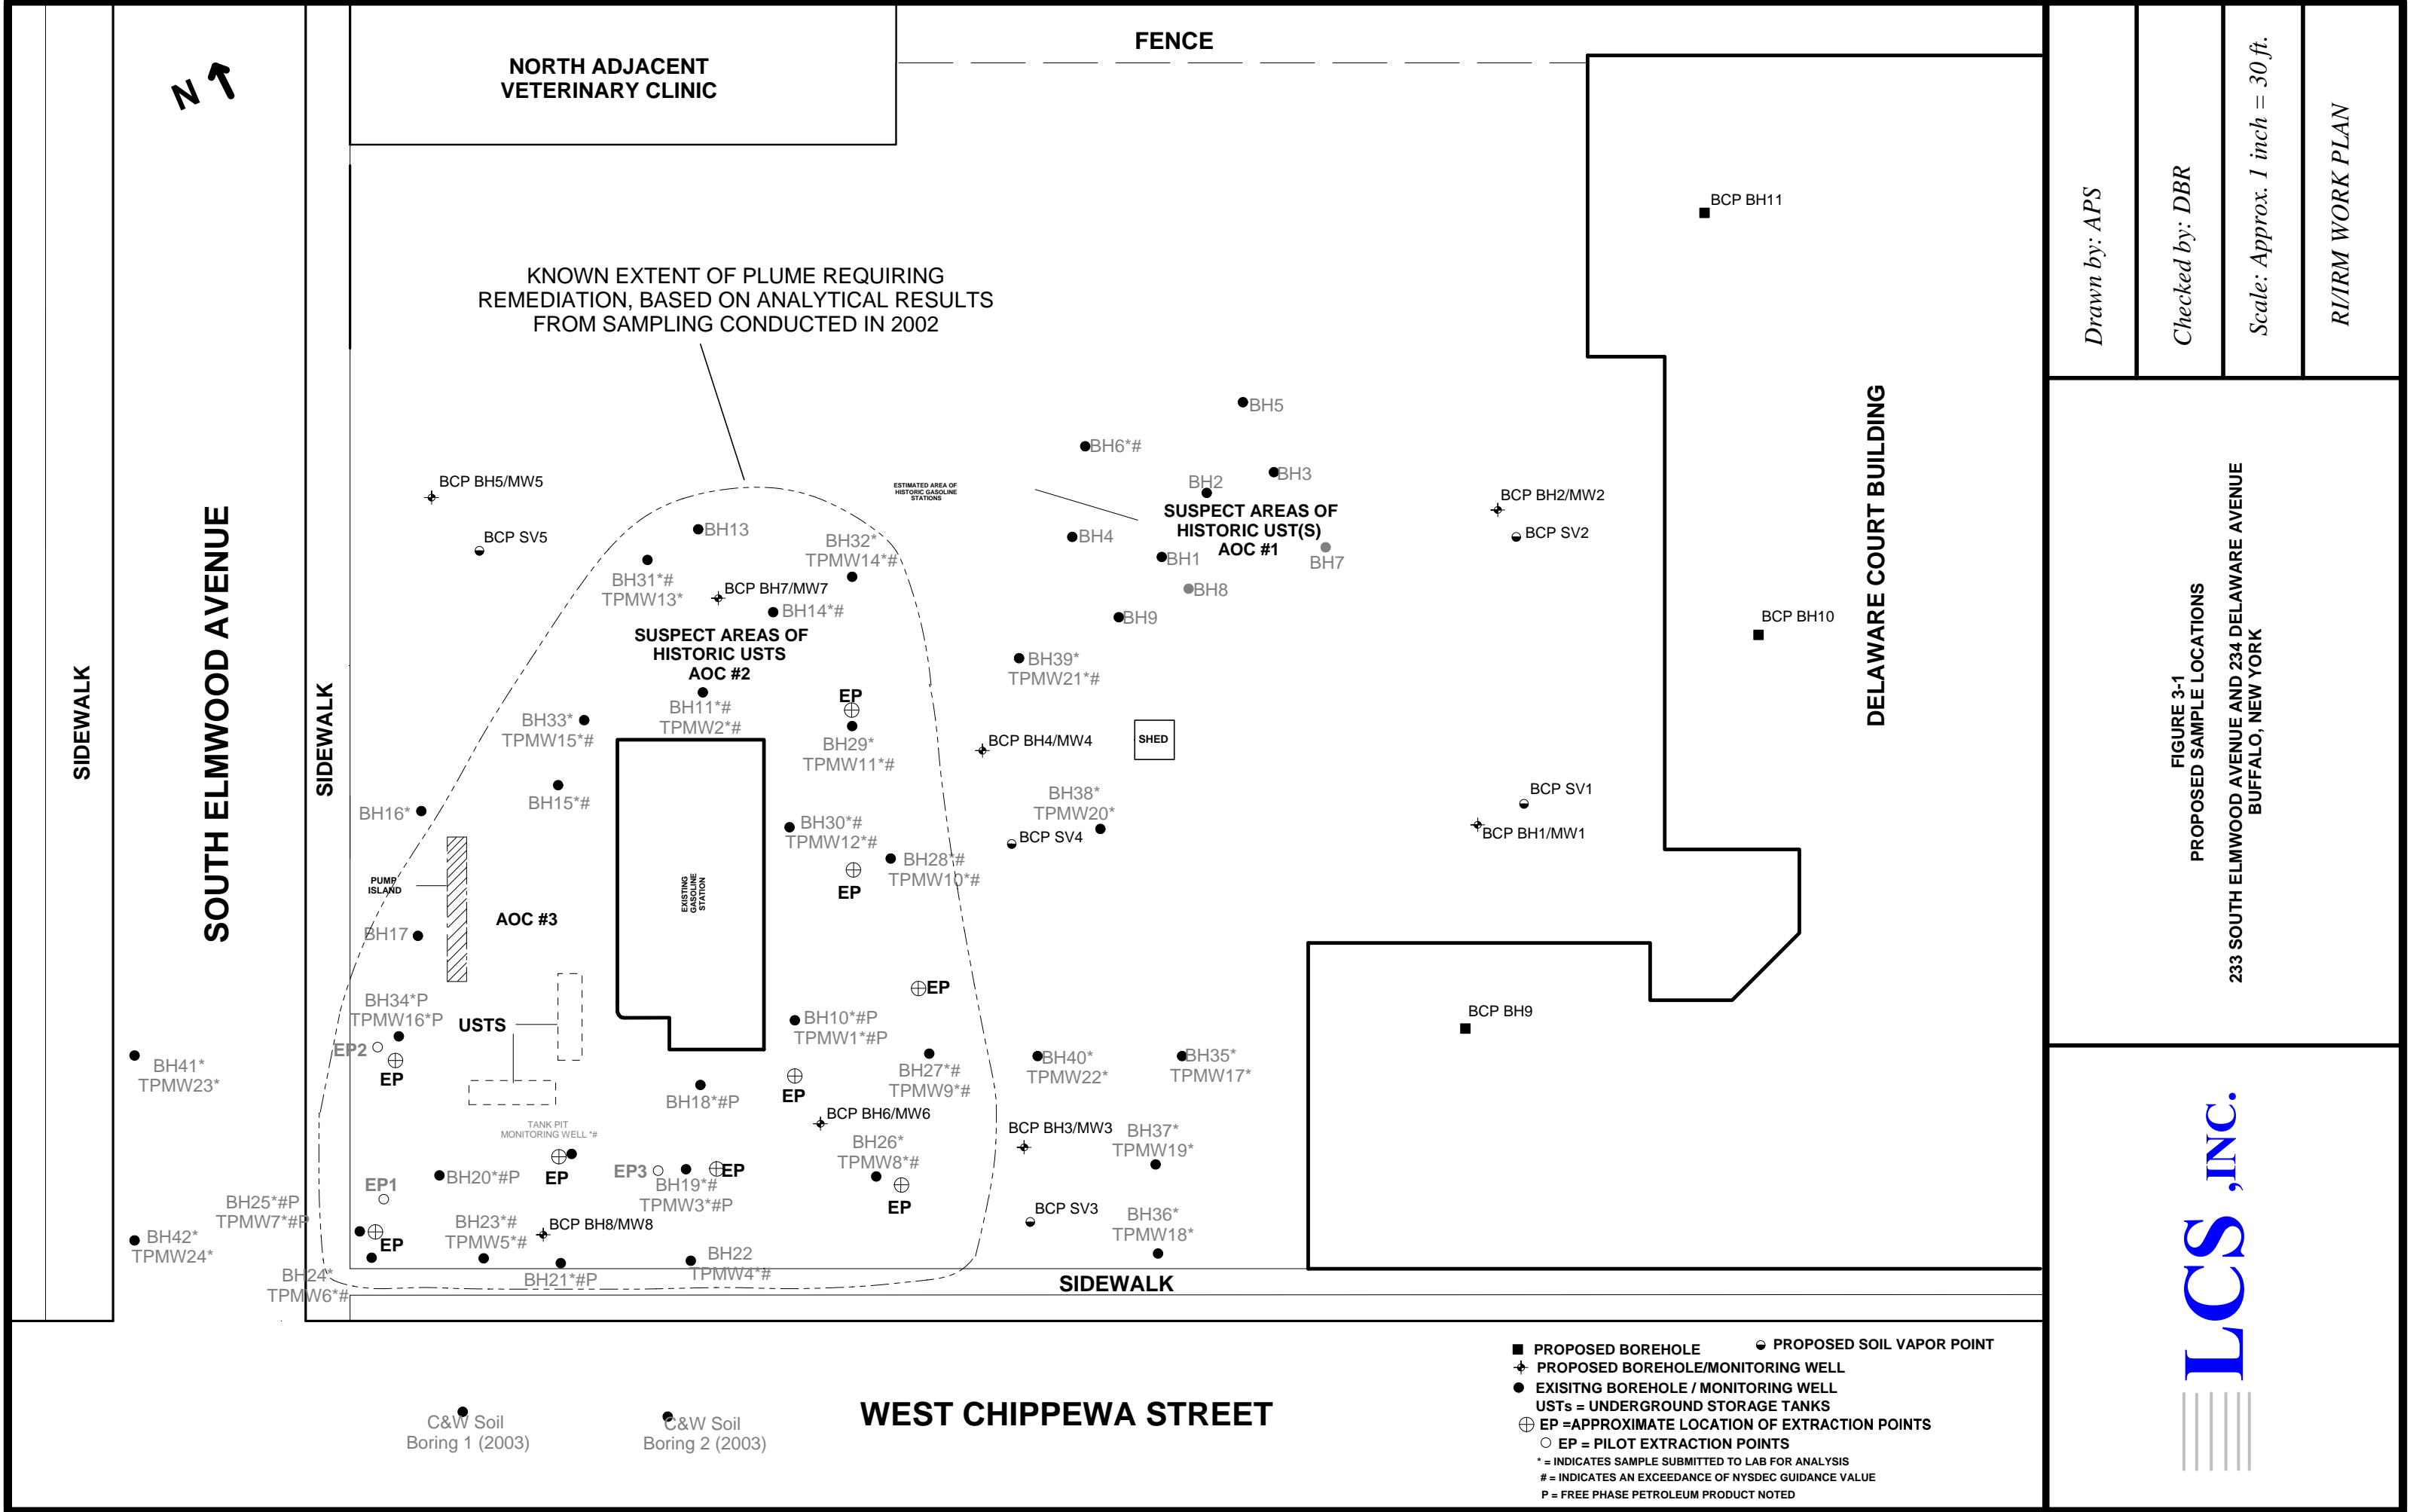 FENCE
NORTH ADJACENT
VETERINARY CLINIC
N
KNOWN EXTENT OF PLUME REQUIRING
REMEDIATION, BASED ON ANALYTICAL RESULTS
FROM SAMPLING CONDUCTED IN 2002
BCP BH11
BH5
BH6*#
BH3
BH2
BCP BH5/MW5
ESTIMATED AREA OF
HISTORIC GASOLINE
STATIONS
SUSPECT AREAS OF
HISTORIC UST(S)
AOC #1
BCP BH2/MW2
BCP SV2
BCP SV5
BH13
BH32*
TPMW14*#
BH4
BH1
BH7
BH31*#
TPMW13*
BCP BH7/MW7
BH14*#
BH8
BH9
BCP BH10
SUSPECT AREAS OF
HISTORIC USTS
AOC #2
BH39*
TPMW21*#
EP
BH11*#
TPMW2*#
BH33*
TPMW15*#
BH29*
TPMW11*#
BCP BH4/MW4
SHED
BH15*#
BH16*
BH38*
TPMW20*
BCP SV1
BCP BH1/MW1
BH30*#
TPMW12*#
BCP SV4
BH28*#
TPMW10*#
EP
PUMP
ISLAND
EXISTING
GASOLINE
STATION
AOC #3
BH17
EP
BH34*P
TPMW16*P
USTS
BH10*#P
TPMW1*#P
BCP BH9
EP2
EP
BH41*
TPMW23*
BH27*#
TPMW9*#
BH40*
TPMW22*
BH35*
TPMW17*
EP
BH18*#P
BCP BH6/MW6
TANK PIT
MONITORING WELL *#
BCP BH3/MW3
BH37*
TPMW19*
BH26*
TPMW8*#
EP
EP3
EP
BH19*#
TPMW3*#P
BH20*#P
EP1
EP
BH25*#P
TPMW7*#P
BCP SV3
BH36*
TPMW18*
BH23*#
TPMW5*#
BCP BH8/MW8
EP
BH42*
TPMW24*
BH22
TPMW4*#
BH21*#P
BH24*
TPMW6*#
SIDEWALK
SIDEWALK
SOUTH ELMWOOD AVENUE
SIDEWALK
DELAWARE COURT BUILDING
WEST CHIPPEWA STREET
C&W Soil
Boring 1 (2003)
C&W Soil
Boring 2 (2003)
PROPOSED BOREHOLE
PROPOSED SOIL VAPOR POINT
PROPOSED BOREHOLE/MONITORING WELL
EXISITNG BOREHOLE / MONITORING WELL
USTs = UNDERGROUND STORAGE TANKS
EP =APPROXIMATE LOCATION OF EXTRACTION POINTS
EP = PILOT EXTRACTION POINTS
* = INDICATES SAMPLE SUBMITTED TO LAB FOR ANALYSIS
# = INDICATES AN EXCEEDANCE OF NYSDEC GUIDANCE VALUE
P = FREE PHASE PETROLEUM PRODUCT NOTED
Drawn by: APS
Checked by: DBR
Scale: Approx. 1 inch = 30 ft.
RI/IRM WORK PLAN
FIGURE 3-1
PROPOSED SAMPLE LOCATIONS
233 SOUTH ELMWOOD AVENUE AND 234 DELAWARE AVENUE
BUFFALO, NEW YORK
LCS ,INC.